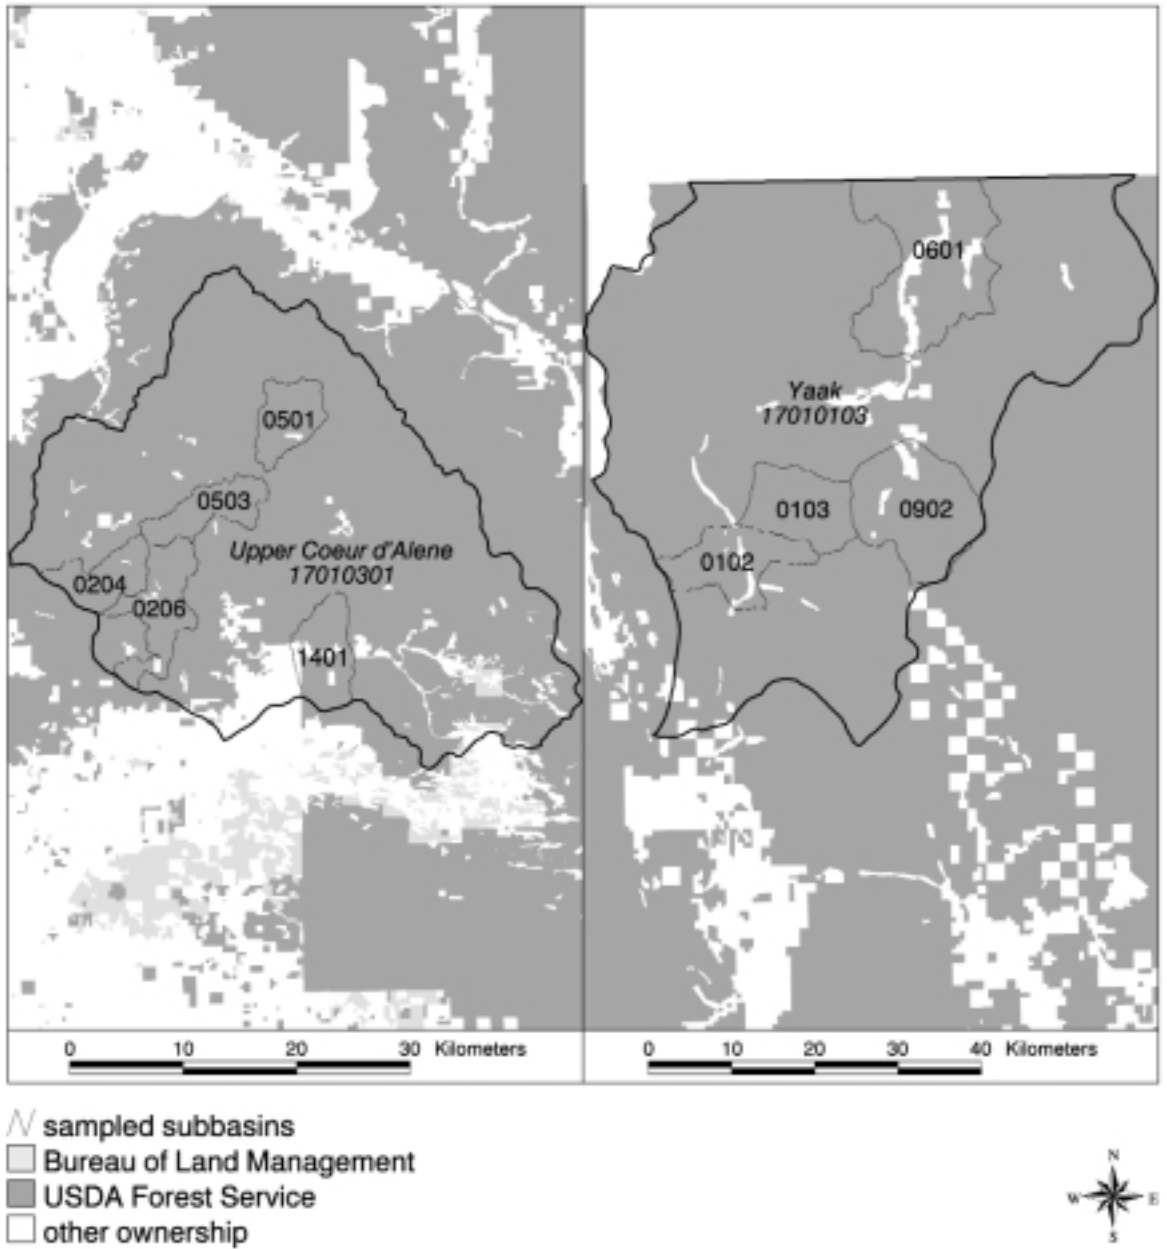 0601
0501
Yaak
17010103
0503
0103
0902
Upper Coeur d'Alene
17010301
0102
0204
0206
1401
0 10 20 30 Kilometers
0 10 20 30 40 Kilometers
sampled subbasins
Bureau of Land Management
USDA Forest Service
other ownership
N
W E
S